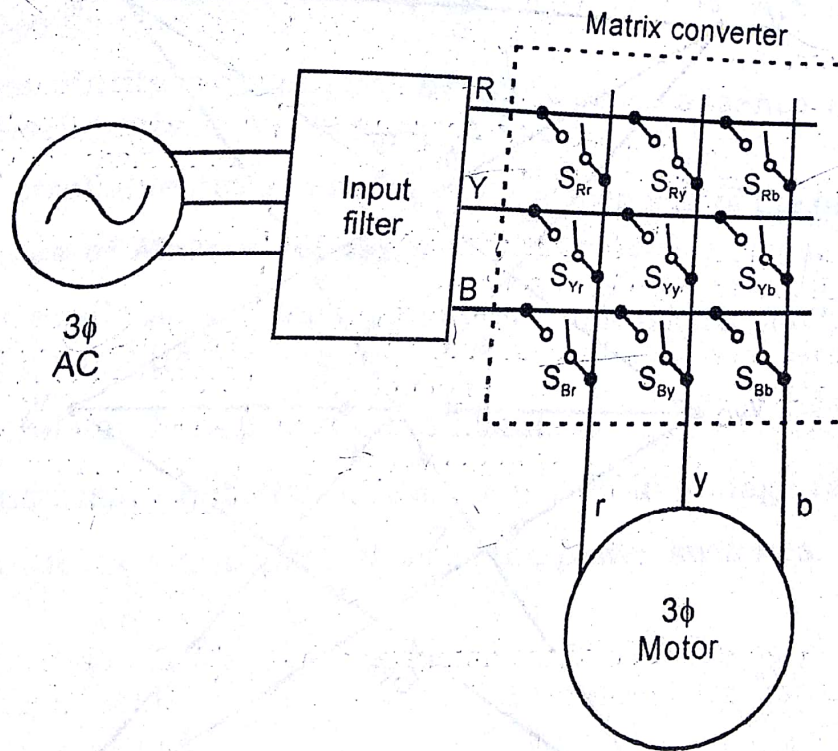 Matrix converter
R
Input
filter
S_Rr S_Ry S_Rb
Y
S_Yr S_Yy S_Yb
B
3ϕ
AC
S_Br S_By S_Bb
r y b
3ϕ
Motor